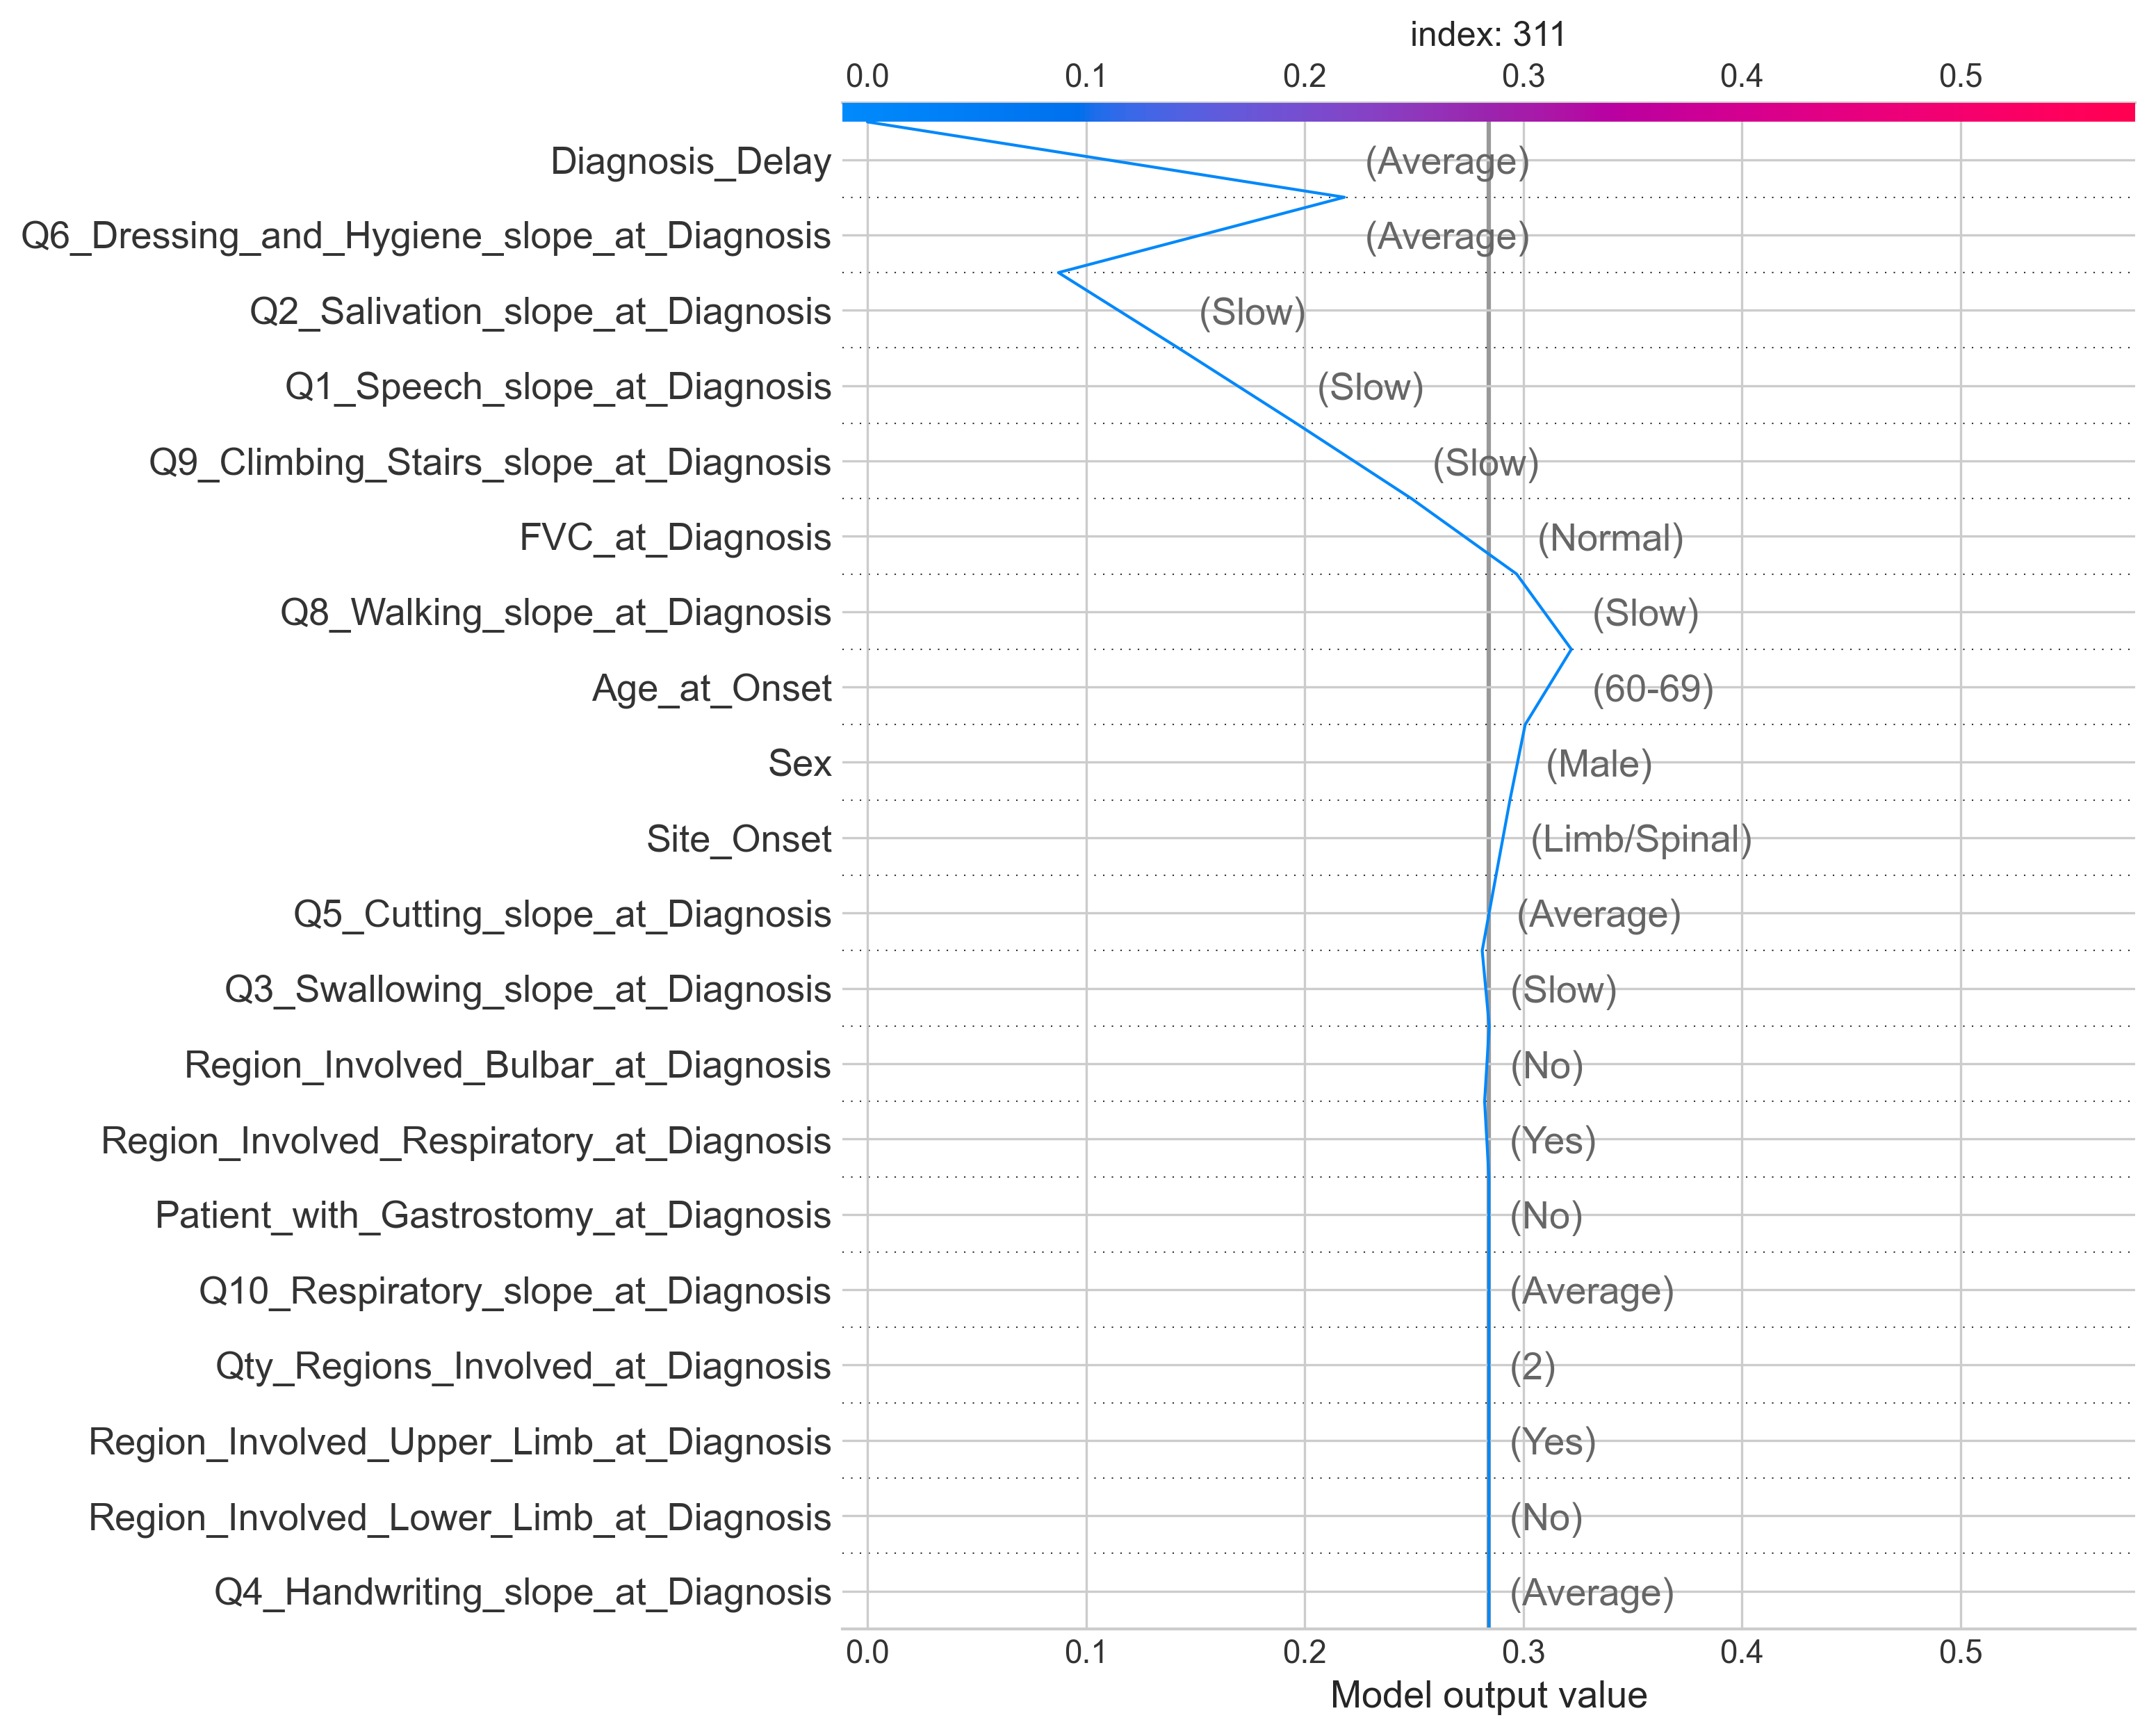 index: 311
0.0 0.1 0.2 0.3 0.4 0.5
Diagnosis_Delay (Average)
Q6_Dressing_and_Hygiene_slope_at_Diagnosis (Average)
Q2_Salivation_slope_at_Diagnosis (Slow)
Q1_Speech_slope_at_Diagnosis (Slow)
Q9_Climbing_Stairs_slope_at_Diagnosis (Slow)
FVC_at_Diagnosis (Normal)
Q8_Walking_slope_at_Diagnosis (Slow)
Age_at_Onset (60-69)
Sex (Male)
Site_Onset (Limb/Spinal)
Q5_Cutting_slope_at_Diagnosis (Average)
Q3_Swallowing_slope_at_Diagnosis (Slow)
Region_Involved_Bulbar_at_Diagnosis (No)
Region_Involved_Respiratory_at_Diagnosis (Yes)
Patient_with_Gastrostomy_at_Diagnosis (No)
Q10_Respiratory_slope_at_Diagnosis (Average)
Qty_Regions_Involved_at_Diagnosis (2)
Region_Involved_Upper_Limb_at_Diagnosis (Yes)
Region_Involved_Lower_Limb_at_Diagnosis (No)
Q4_Handwriting_slope_at_Diagnosis (Average)
0.0 0.1 0.2 0.3 0.4 0.5
Model output value